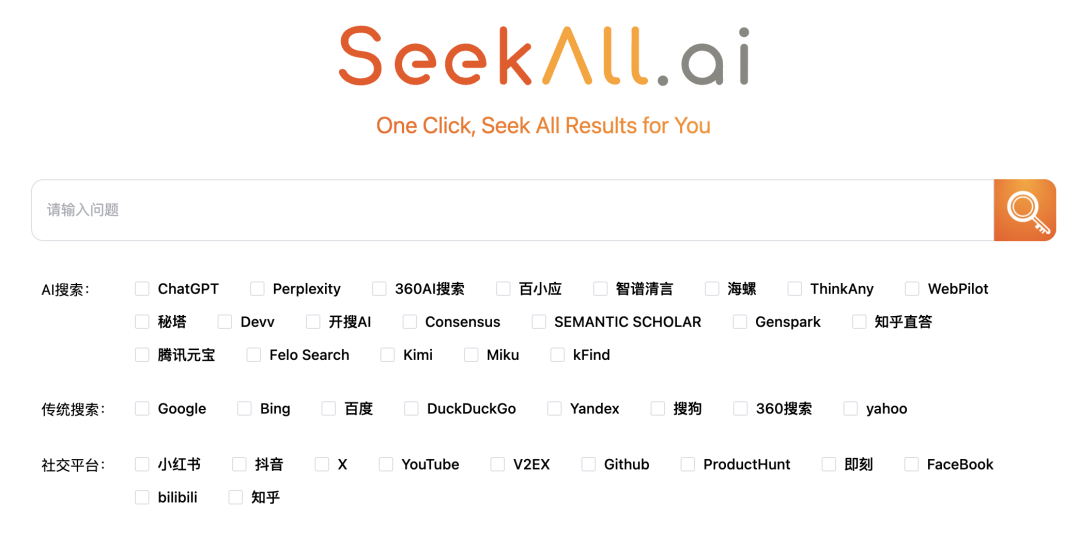 SeekAll.ai
One Click, Seek All Results for You
请输入问题
AI搜索： ChatGPT Perplexity 360AI搜索 百小应 智谱清言 海螺 ThinkAny WebPilot
秘塔 Devv 开搜AI Consensus SEMANTIC SCHOLAR Genspark 知乎直答
腾讯元宝 Felo Search Kimi Miku kFind
传统搜索： Google Bing 百度 DuckDuckGo Yandex 搜狗 360搜索 yahoo
社交平台： 小红书 抖音 X YouTube V2EX Github ProductHunt 即刻 FaceBook
bilibili 知乎